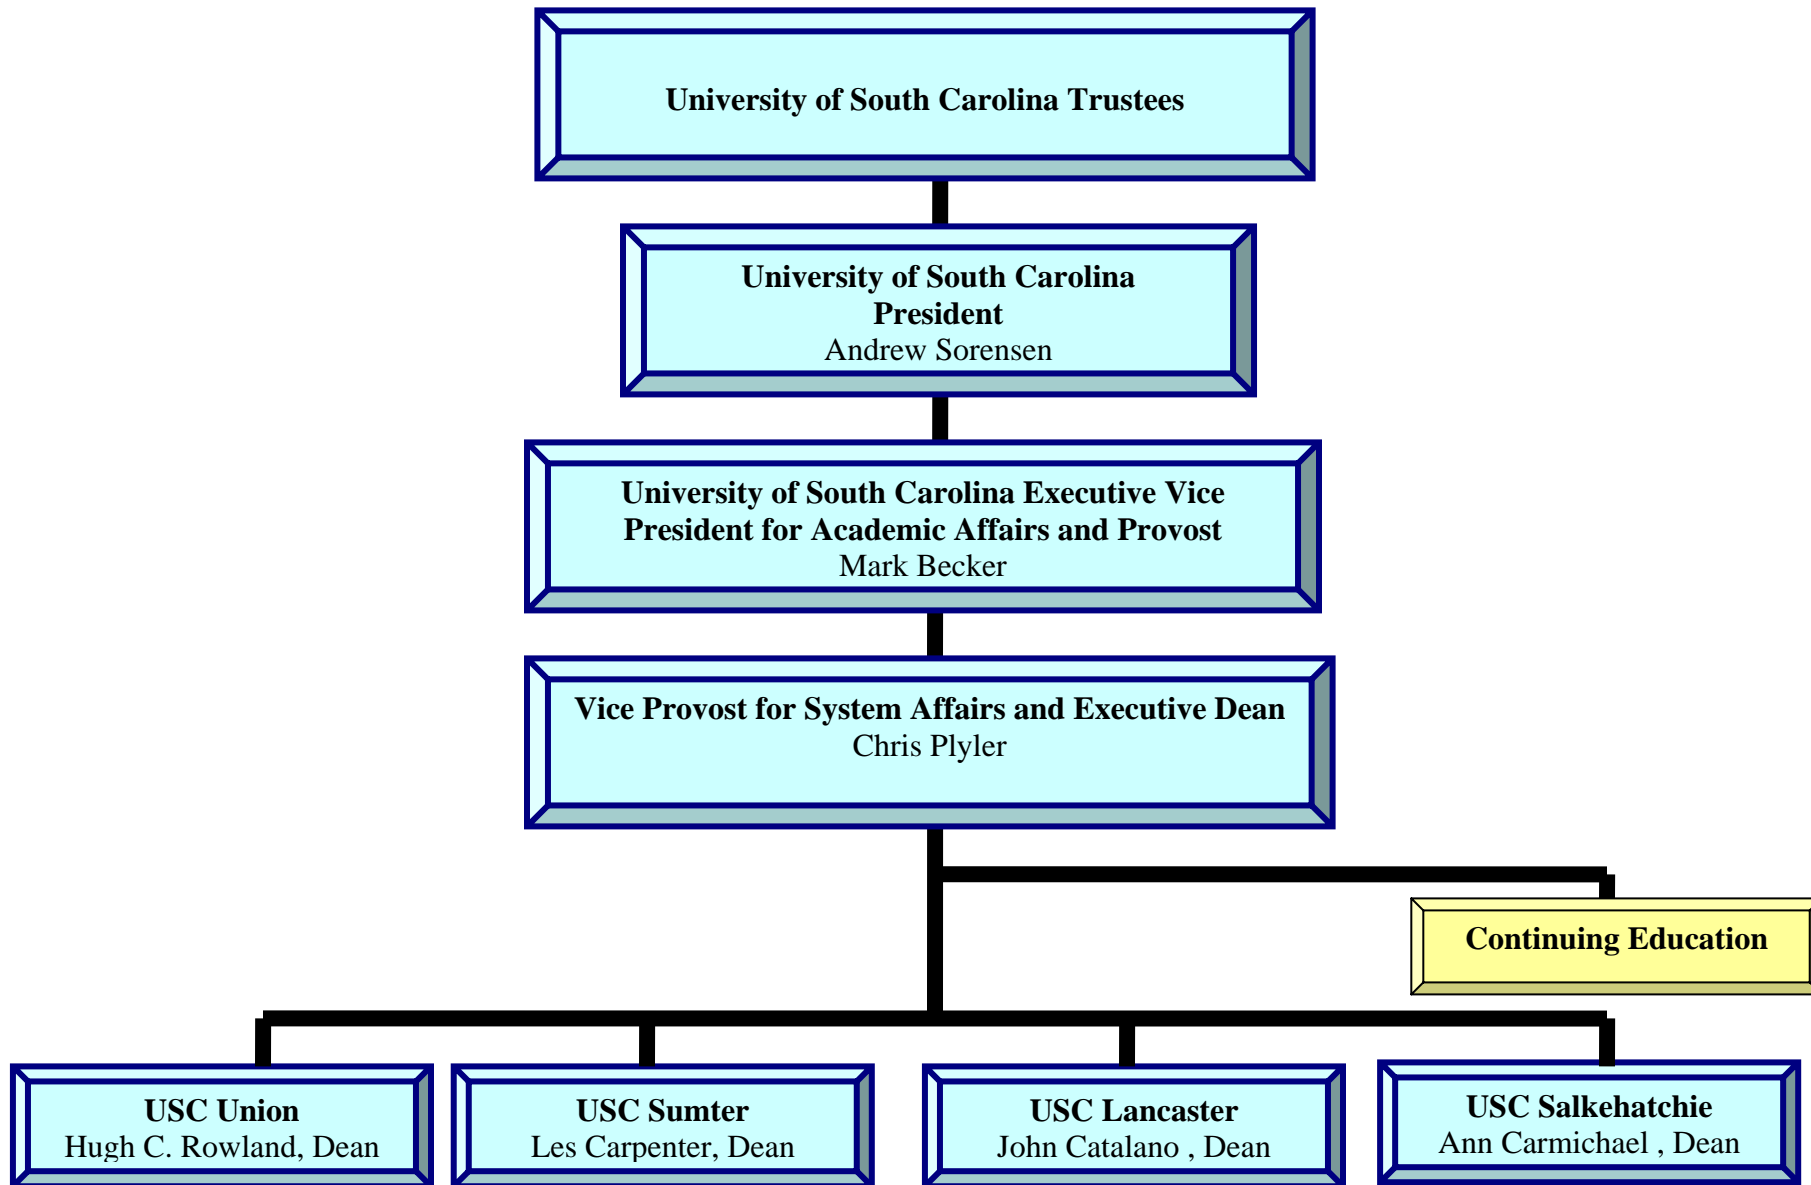 University of South Carolina Trustees
University of South Carolina
President
Andrew Sorensen
University of South Carolina Executive Vice
President for Academic Affairs and Provost
Mark Becker
Vice Provost for System Affairs and Executive Dean
Chris Plyler
Continuing Education
USC Union
Hugh C. Rowland, Dean
USC Sumter
Les Carpenter, Dean
USC Lancaster
John Catalano , Dean
USC Salkehatchie
Ann Carmichael , Dean